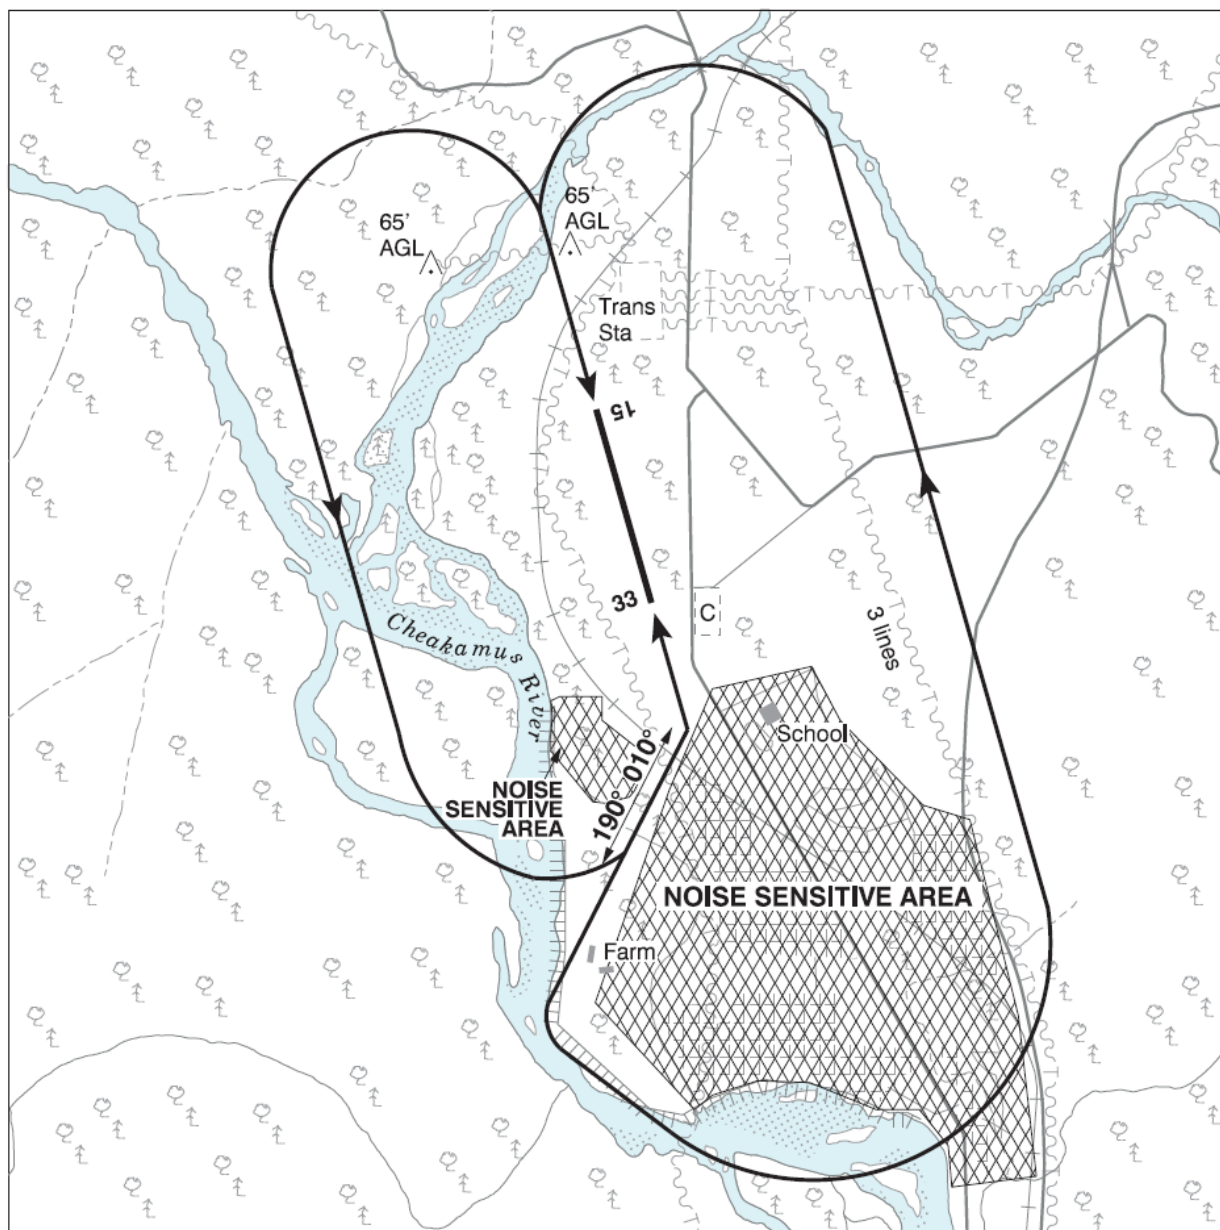 65'
AGL
65'
AGL
Trans
Sta
15
33
C
3 lines
Cheakamus River
School
190° 010°
NOISE
SENSITIVE
AREA
NOISE SENSITIVE AREA
Farm